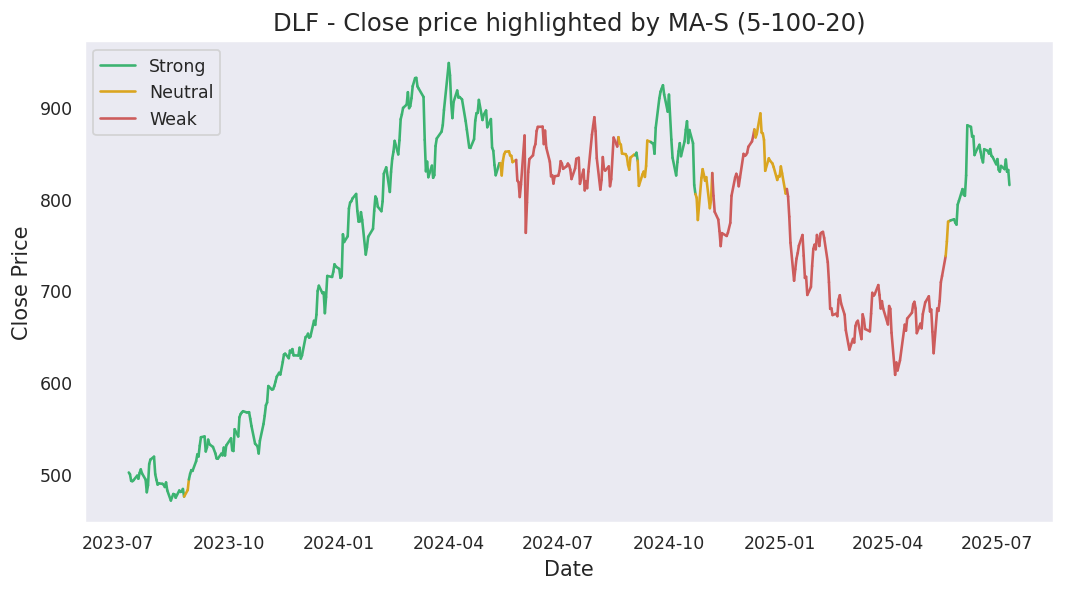 DLF - Close price highlighted by MA-S (5-100-20)
Strong
Neutral
Weak
Close Price
900
800
700
600
500
2023-07 2023-10 2024-01 2024-04 2024-07 2024-10 2025-01 2025-04 2025-07
Date